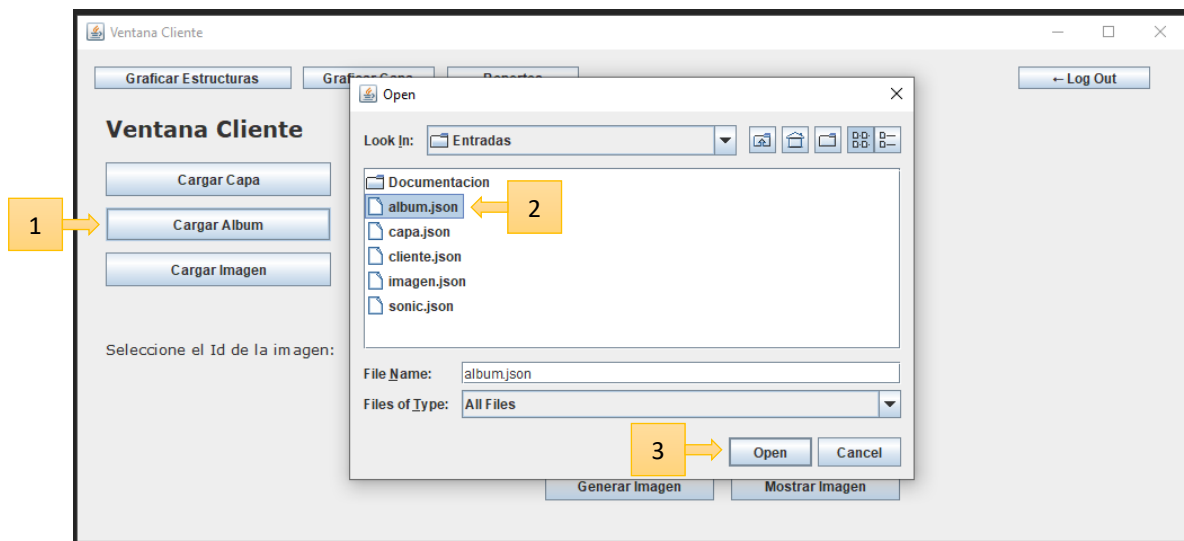 Ventana Cliente
Graficar Estructuras
← Log Out
Open
Ventana Cliente
Look In: Entradas
Cargar Capa
Documentacion
album.json
2
1
Cargar Album
capa.json
cliente.json
Cargar Imagen
imagen.json
sonic.json
Seleccione el Id de la imagen:
File Name: album.json
Files of Type: All Files
3
Open
Cancel
Generar Imagen
Mostrar Imagen